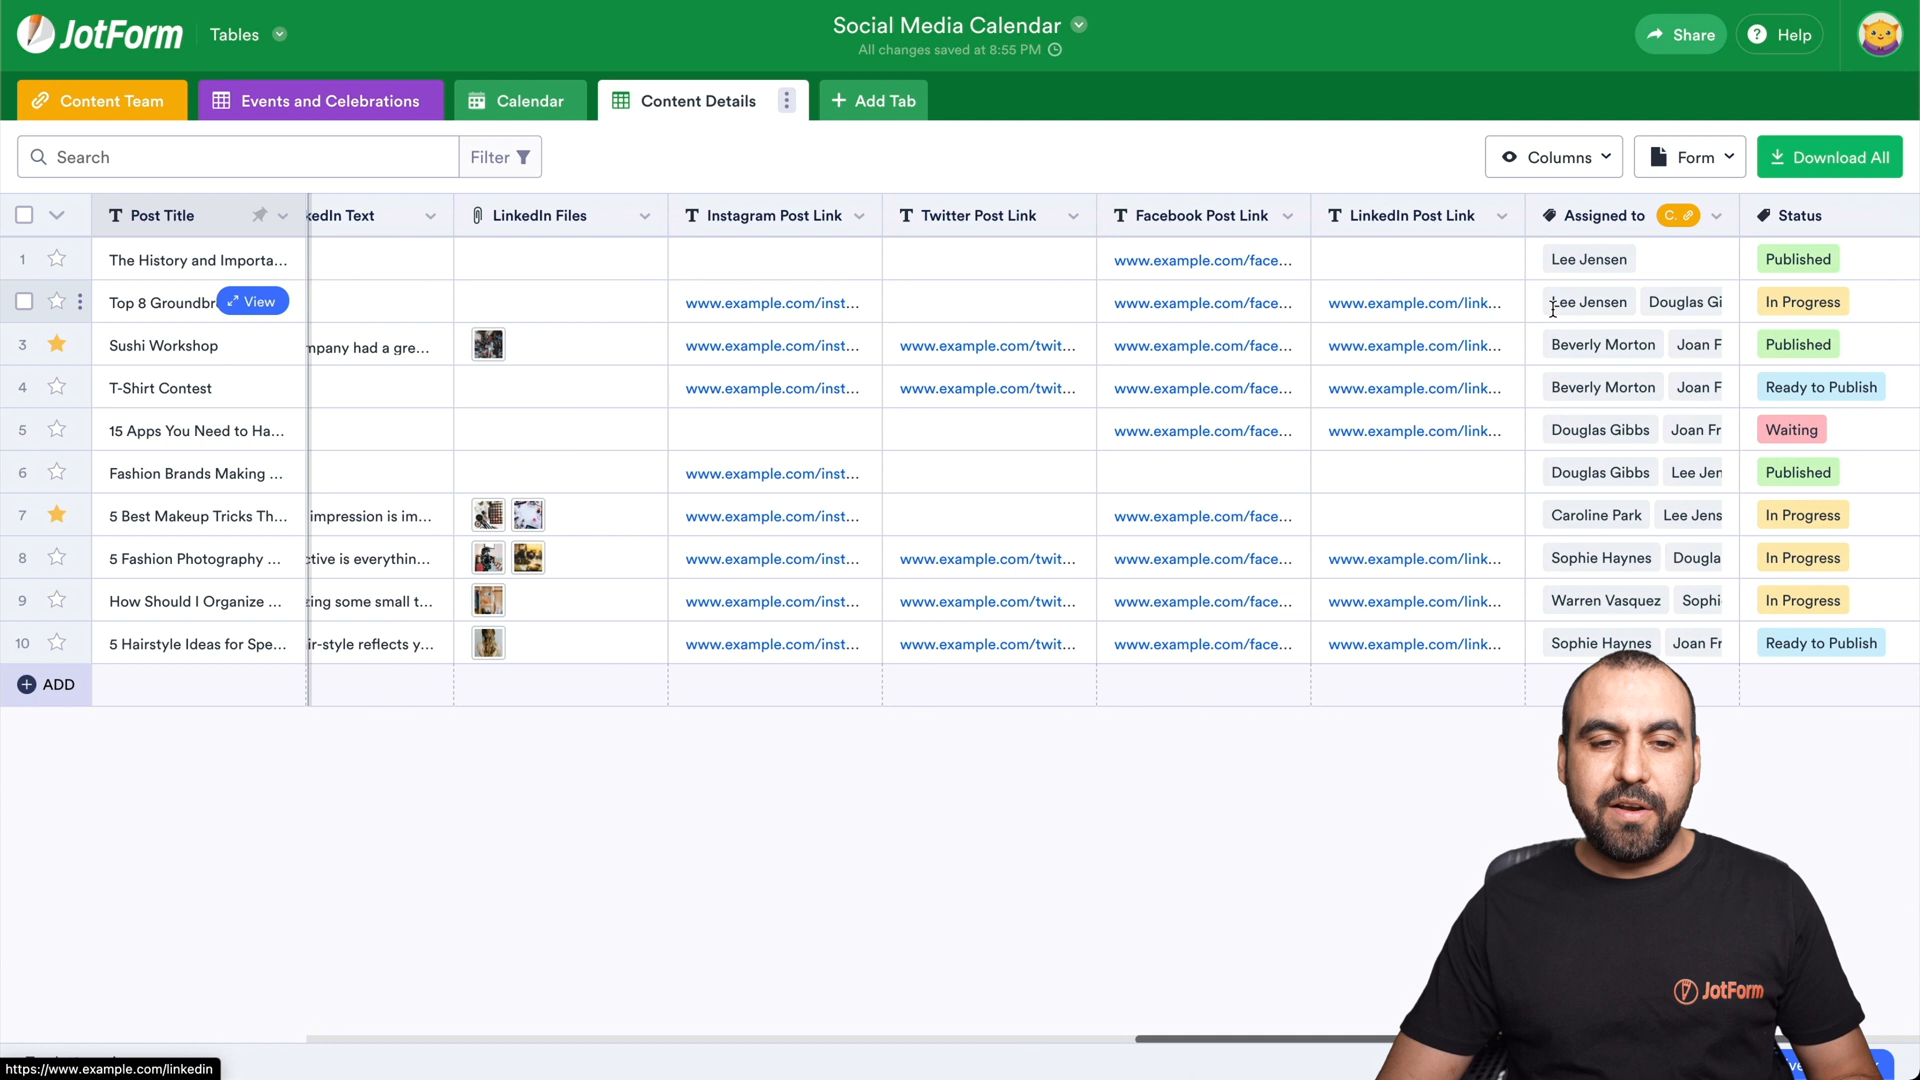 JotForm Tables
Social Media Calendar
All changes saved at 8:55 PM
Share
? Help
Content Team
Events and Celebrations
Calendar
Content Details
+ Add Tab
Search
Filter
Columns
Form
Download All
T Post Title kedIn Text LinkedIn Files T Instagram Post Link T Twitter Post Link T Facebook Post Link T LinkedIn Post Link Assigned to C. Status
1 The History and Importa... www.example.com/face... Lee Jensen Published
Top 8 Groundbr View www.example.com/inst... www.example.com/face... www.example.com/link... Lee Jensen Douglas Gi In Progress
3 Sushi Workshop mpany had a gre... www.example.com/inst... www.example.com/twit... www.example.com/face... www.example.com/link... Beverly Morton Joan F Published
4 T-Shirt Contest www.example.com/inst... www.example.com/twit... www.example.com/face... www.example.com/link... Beverly Morton Joan F Ready to Publish
5 15 Apps You Need to Ha... www.example.com/face... www.example.com/link... Douglas Gibbs Joan Fr Waiting
6 Fashion Brands Making ... www.example.com/inst... Douglas Gibbs Lee Jen Published
7 5 Best Makeup Tricks Th... impression is im... www.example.com/inst... www.example.com/face... Caroline Park Lee Jens In Progress
8 5 Fashion Photography ... ctive is everythin... www.example.com/inst... www.example.com/twit... www.example.com/face... www.example.com/link... Sophie Haynes Dougla In Progress
9 How Should I Organize ... zing some small t... www.example.com/inst... www.example.com/twit... www.example.com/face... www.example.com/link... Warren Vasquez Sophi In Progress
10 5 Hairstyle Ideas for Spe... ir-style reflects y... www.example.com/inst... www.example.com/twit... www.example.com/face... www.example.com/link... Sophie Haynes Joan Fr Ready to Publish
+ ADD
JotForm
https://www.example.com/linkedin